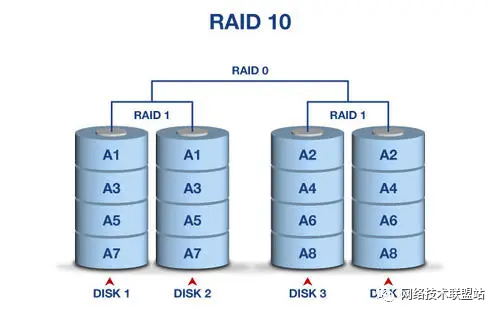 RAID 10
RAID 0
RAID 1
RAID 1
A1
A1
A2
A2
A3
A3
A4
A4
A5
A5
A6
A6
A7
A7
A8
A8
DISK 1
DISK 2
DISK 3
DISK
网络技术联盟站